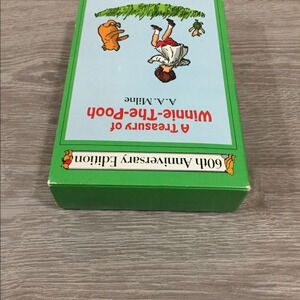 60th Anniversary Edition
A Treasury of
Winnie-The-Pooh
A. A. Milne